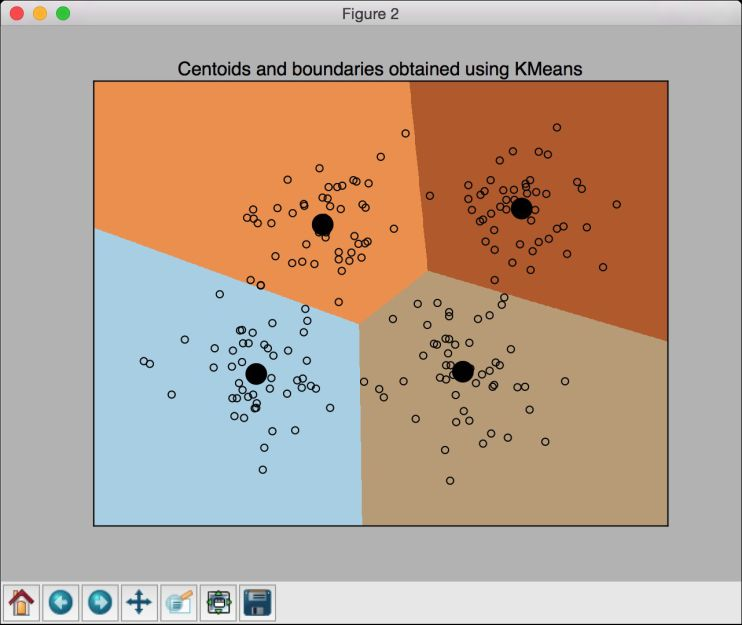 Figure 2
Centoids and boundaries obtained using KMeans